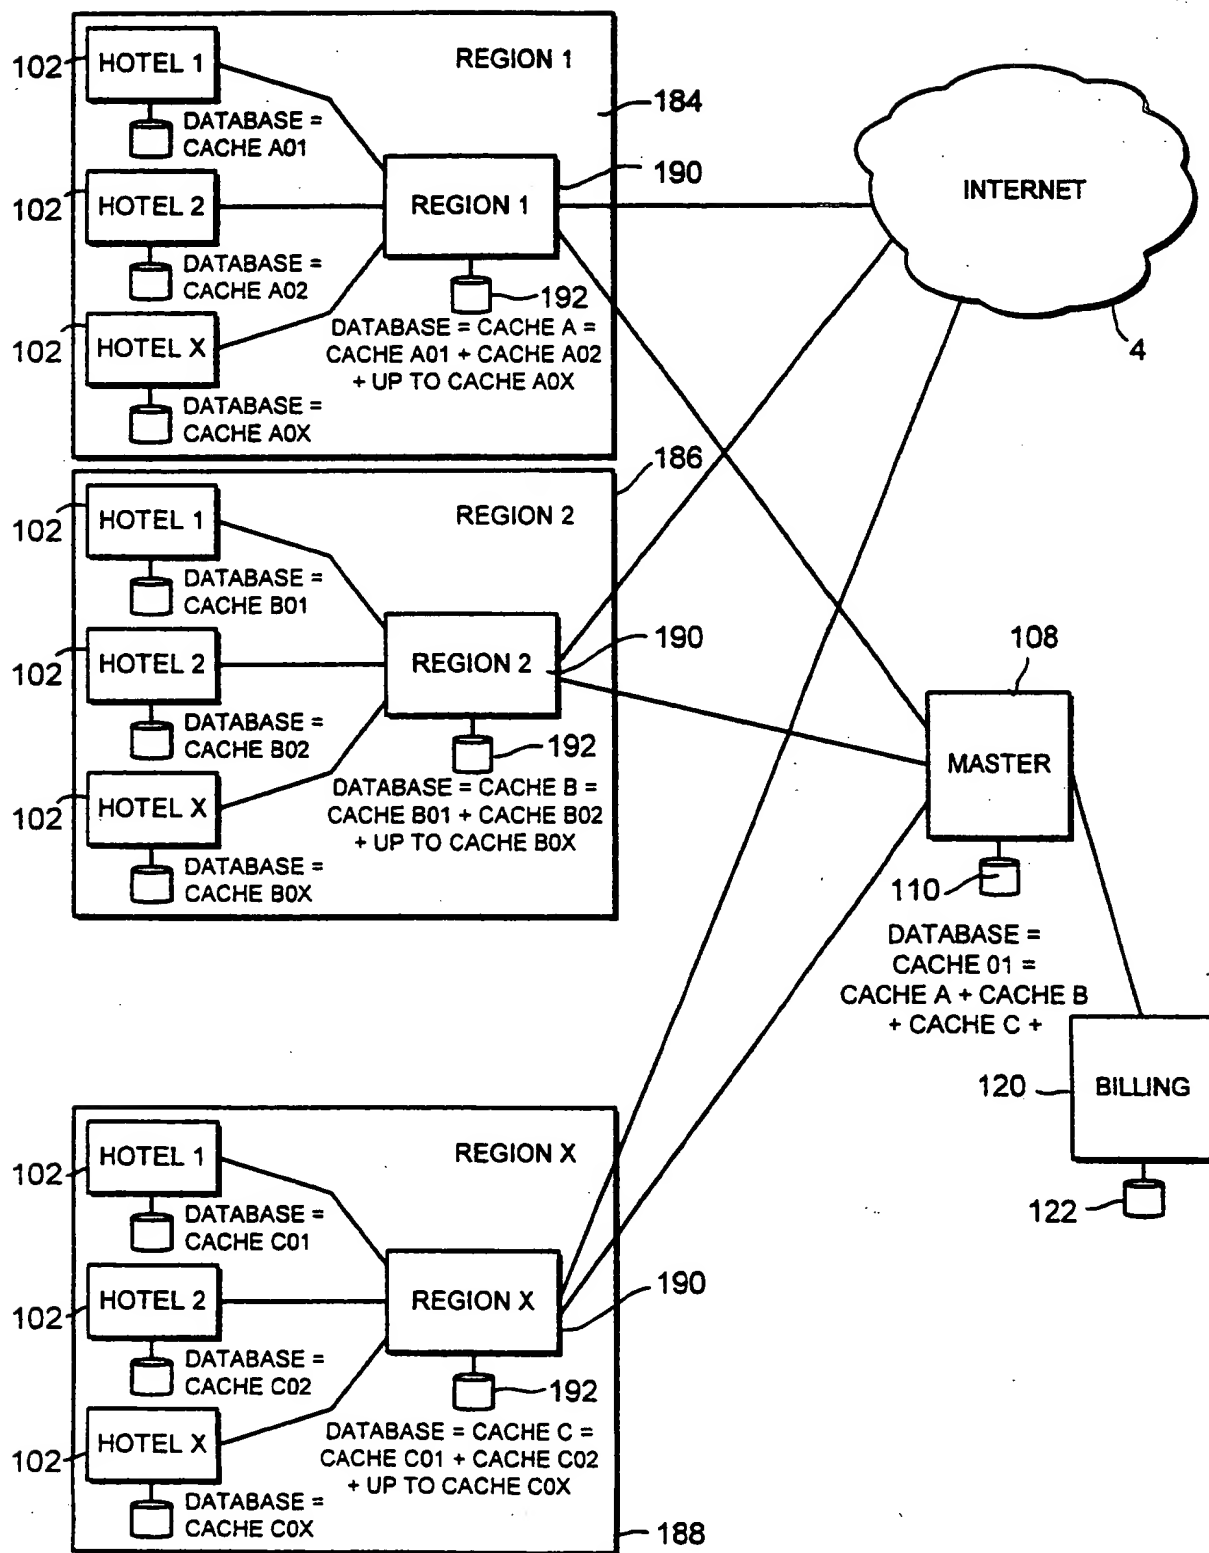 102
HOTEL 1
REGION 1
DATABASE =
CACHE A01
184
102
HOTEL 2
REGION 1
190
DATABASE =
CACHE A02
192
102
HOTEL X
DATABASE = CACHE A =
CACHE A01 + CACHE A02
+ UP TO CACHE A0X
DATABASE =
CACHE A0X
INTERNET
4
186
102
HOTEL 1
REGION 2
DATABASE =
CACHE B01
102
HOTEL 2
REGION 2
190
DATABASE =
CACHE B02
192
102
HOTEL X
DATABASE = CACHE B =
CACHE B01 + CACHE B02
+ UP TO CACHE B0X
DATABASE =
CACHE B0X
108
MASTER
110
DATABASE =
CACHE 01 =
CACHE A + CACHE B
+ CACHE C +
120
BILLING
122
102
HOTEL 1
REGION X
DATABASE =
CACHE C01
102
HOTEL 2
REGION X
190
DATABASE =
CACHE C02
192
102
HOTEL X
DATABASE = CACHE C =
CACHE C01 + CACHE C02
+ UP TO CACHE C0X
DATABASE =
CACHE C0X
188